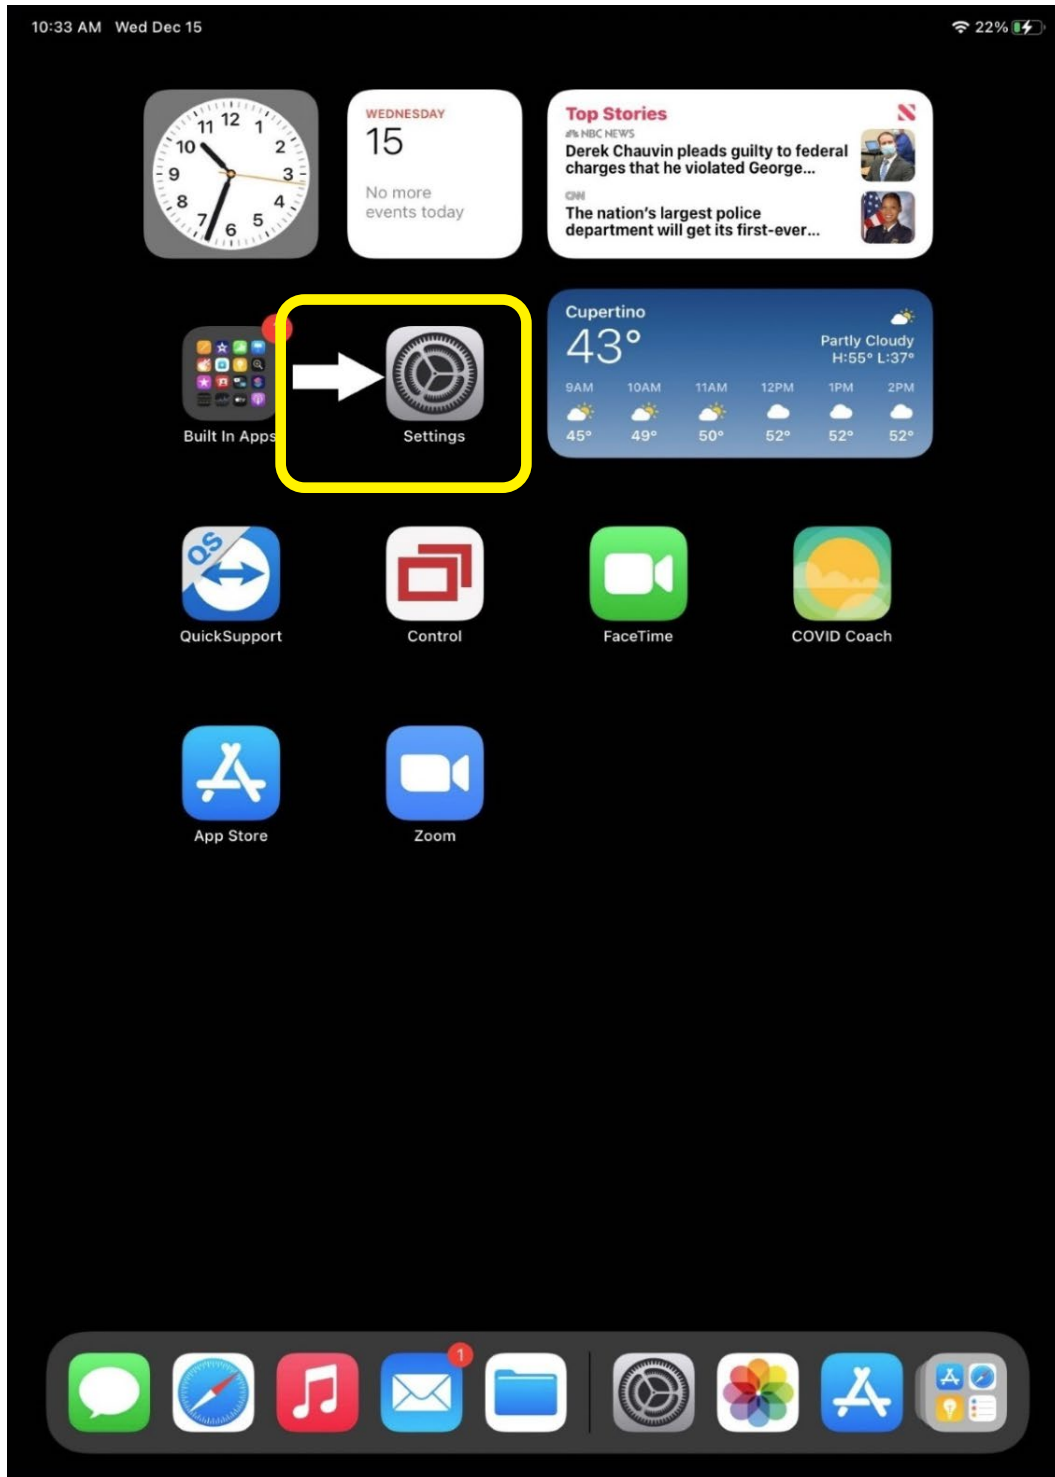 10:33 AM Wed Dec 15
22%
12
11 1
10 2
9 3
8 4
7 5
6
WEDNESDAY
15
No more
events today
Top Stories
NBC NEWS
Derek Chauvin pleads guilty to federal
charges that he violated George...
CNN
The nation's largest police
department will get its first-ever...
Cupertino
43°
Partly Cloudy
H:55° L:37°
9AM 10AM 11AM 12PM 1PM 2PM
45° 49° 50° 52° 52° 52°
Built In Apps
Settings
QS
QuickSupport
Control
FaceTime
COVID Coach
App Store
Zoom
1